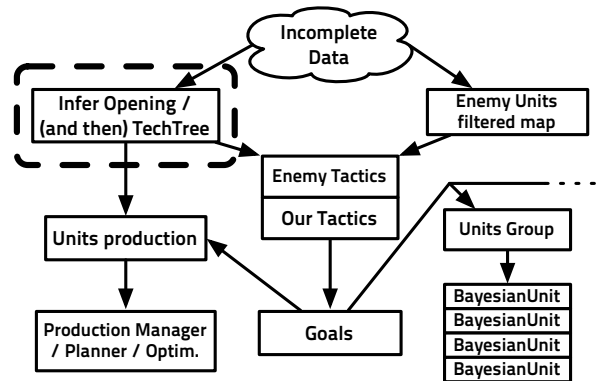 Incomplete
Data
Infer Opening /
(and then) TechTree
Enemy Units
filtered map
Enemy Tactics
Our Tactics
Units production
Units Group
Production Manager
/ Planner / Optim.
Goals
BayesianUnit
BayesianUnit
BayesianUnit
BayesianUnit